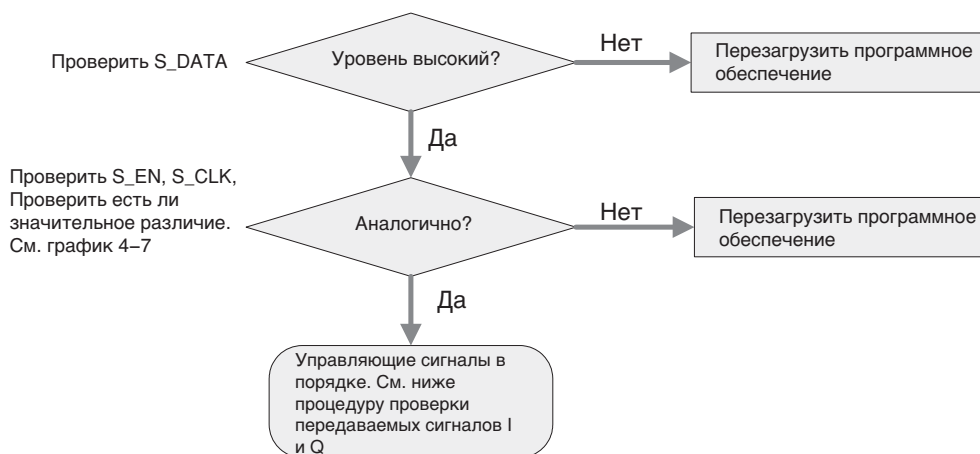 Проверить S_DATA
Уровень высокий?
Нет
Перезагрузить программное
обеспечение
Да
Проверить S_EN, S_CLK,
Проверить есть ли
значительное различие.
См. график 4–7
Аналогично?
Нет
Перезагрузить программное
обеспечение
Да
Управляющие сигналы в
порядке. См. ниже
процедуру проверки
передаваемых сигналов I
и Q